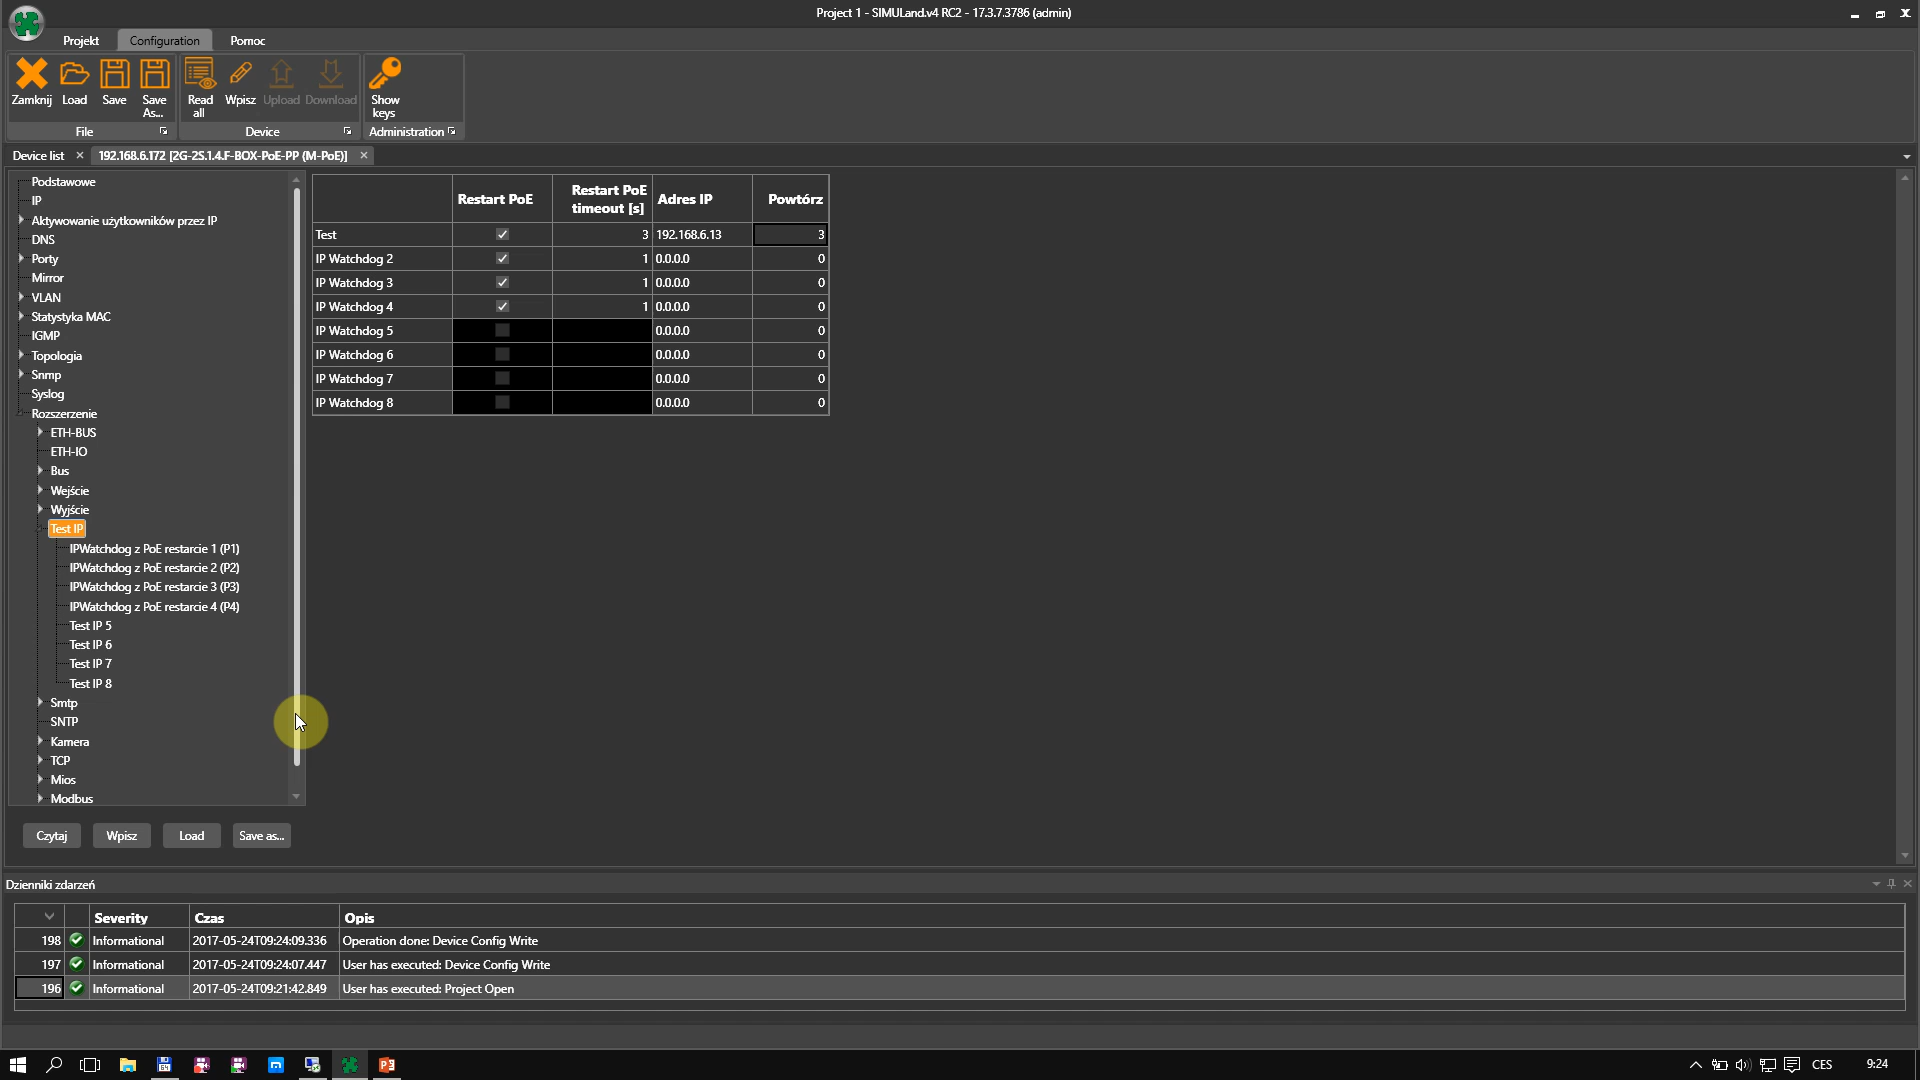 Project 1 - SIMULand.v4 RC2 - 17.3.7.3786 (admin)
Projekt Configuration Pomoc
Zamknij Load Save Save As... Read all Wpisz Upload Download Show keys
File Device Administration
Device list 192.168.6.172 [2G-2S.1.4.F-BOX-PoE-PP (M-PoE)]
Podstawowe
IP
Aktywowanie użytkowników przez IP
DNS
Porty
Mirror
VLAN
Statystyka MAC
IGMP
Topologia
Snmp
Syslog
Rozszerzenie
ETH-BUS
ETH-IO
Bus
Wejście
Wyjście
Test IP
IPWatchdog z PoE restarcie 1 (P1)
IPWatchdog z PoE restarcie 2 (P2)
IPWatchdog z PoE restarcie 3 (P3)
IPWatchdog z PoE restarcie 4 (P4)
Test IP 5
Test IP 6
Test IP 7
Test IP 8
Smtp
SNTP
Kamera
TCP
Mios
Modbus
Restart PoE Restart PoE timeout [s] Adres IP Powtórz
Test 3 192.168.6.13 3
IP Watchdog 2 1 0.0.0.0 0
IP Watchdog 3 1 0.0.0.0 0
IP Watchdog 4 1 0.0.0.0 0
IP Watchdog 5 0.0.0.0 0
IP Watchdog 6 0.0.0.0 0
IP Watchdog 7 0.0.0.0 0
IP Watchdog 8 0.0.0.0 0
Czytaj Wpisz Load Save as...
Dzienniki zdarzeń
Severity Czas Opis
198 Informational 2017-05-24T09:24:09.336 Operation done: Device Config Write
197 Informational 2017-05-24T09:24:07.447 User has executed: Device Config Write
196 Informational 2017-05-24T09:21:42.849 User has executed: Project Open
CES 9:24